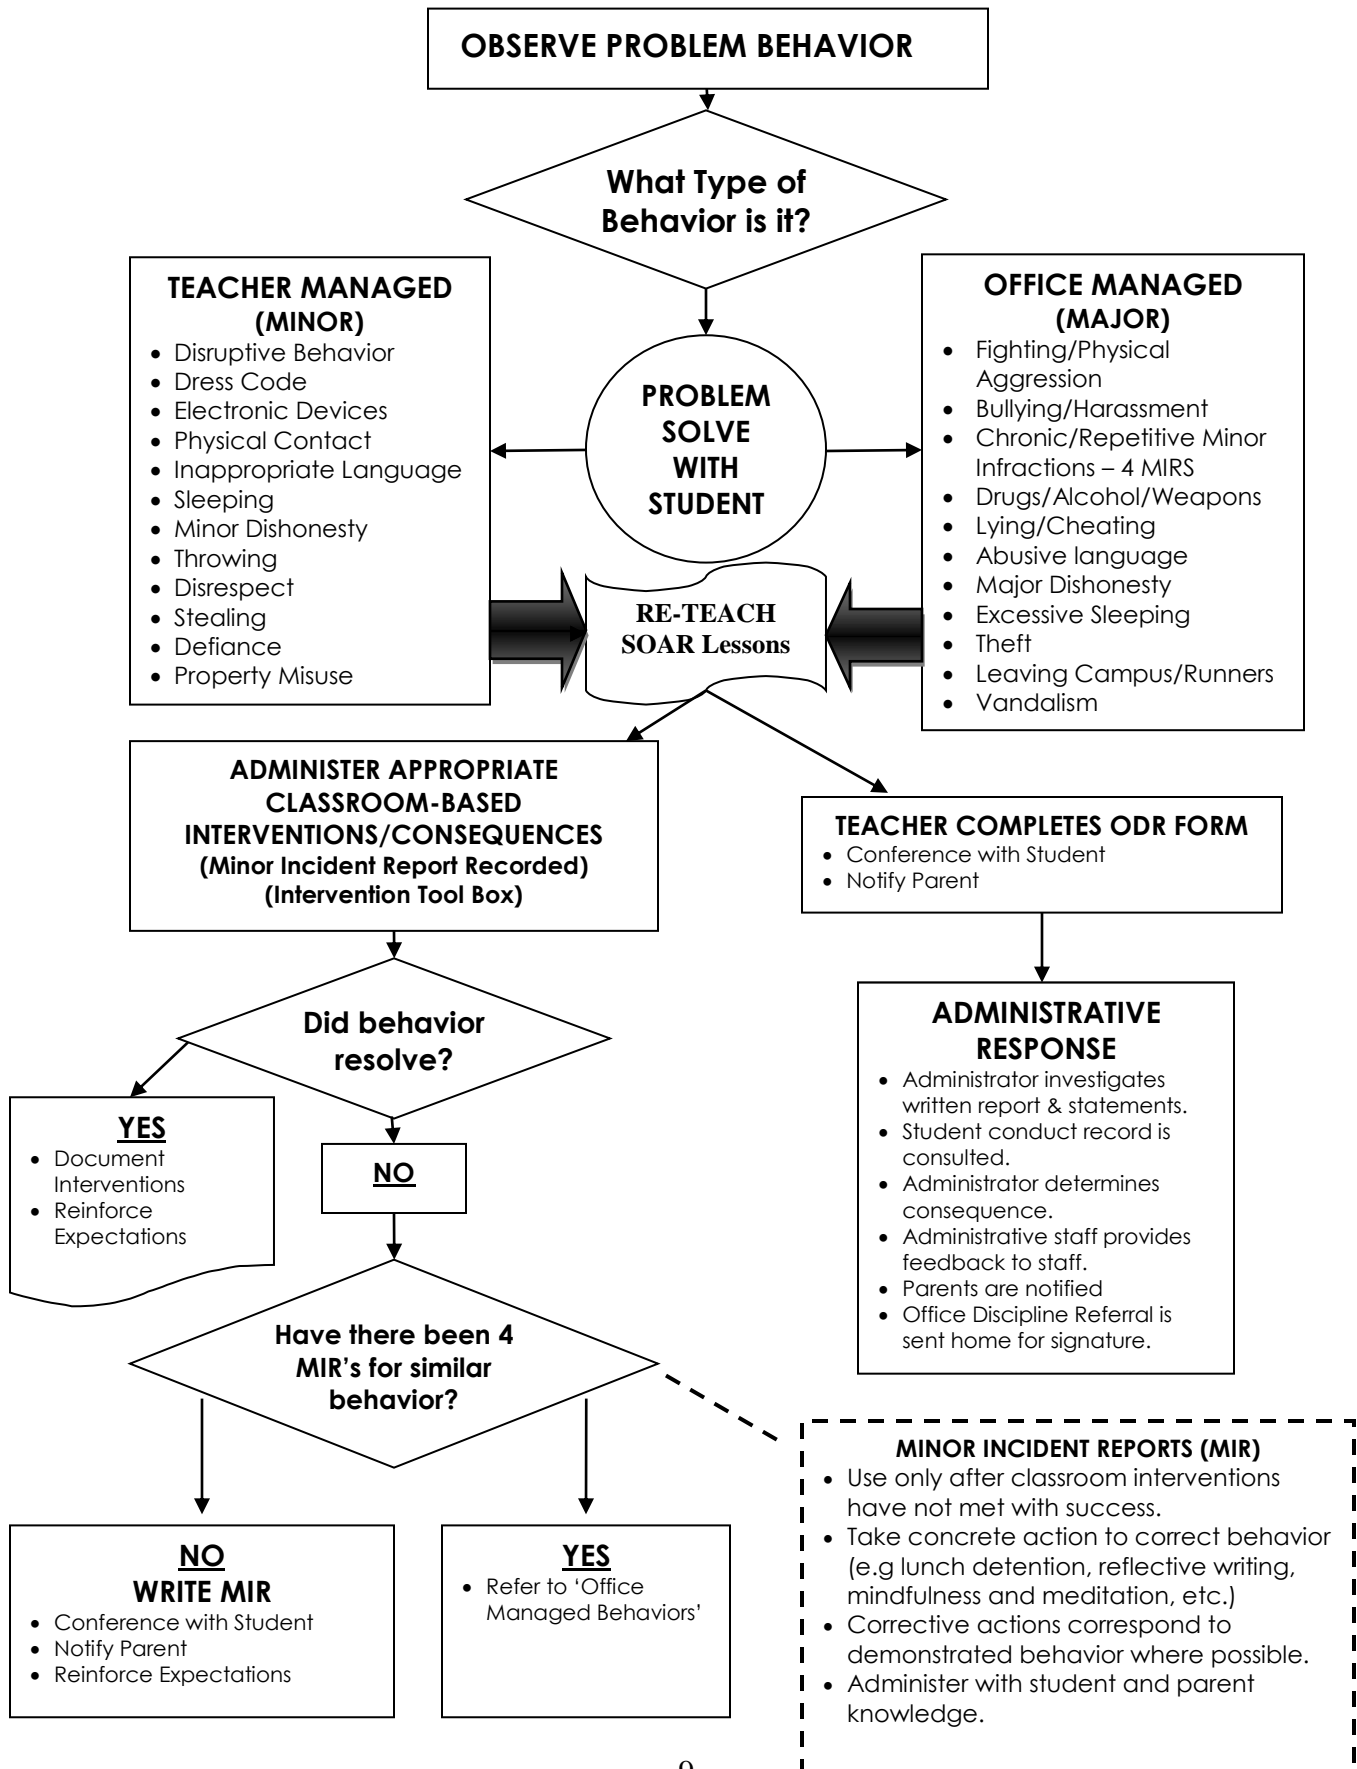 OBSERVE PROBLEM BEHAVIOR
What Type of
Behavior is it?
TEACHER MANAGED
(MINOR)
• Disruptive Behavior
• Dress Code
• Electronic Devices
• Physical Contact
• Inappropriate Language
• Sleeping
• Minor Dishonesty
• Throwing
• Disrespect
• Stealing
• Defiance
• Property Misuse
PROBLEM
SOLVE
WITH
STUDENT
OFFICE MANAGED
(MAJOR)
• Fighting/Physical
Aggression
• Bullying/Harassment
• Chronic/Repetitive Minor
Infractions – 4 MIRS
• Drugs/Alcohol/Weapons
• Lying/Cheating
• Abusive language
• Major Dishonesty
• Excessive Sleeping
• Theft
• Leaving Campus/Runners
• Vandalism
RE-TEACH
SOAR Lessons
ADMINISTER APPROPRIATE
CLASSROOM-BASED
INTERVENTIONS/CONSEQUENCES
(Minor Incident Report Recorded)
(Intervention Tool Box)
TEACHER COMPLETES ODR FORM
• Conference with Student
• Notify Parent
Did behavior
resolve?
ADMINISTRATIVE
RESPONSE
• Administrator investigates
written report & statements.
• Student conduct record is
consulted.
• Administrator determines
consequence.
• Administrative staff provides
feedback to staff.
• Parents are notified
• Office Discipline Referral is
sent home for signature.
YES
• Document
Interventions
• Reinforce
Expectations
NO
Have there been 4
MIR's for similar
behavior?
NO
WRITE MIR
• Conference with Student
• Notify Parent
• Reinforce Expectations
YES
• Refer to ‘Office
Managed Behaviors’
MINOR INCIDENT REPORTS (MIR)
• Use only after classroom interventions
have not met with success.
• Take concrete action to correct behavior
(e.g lunch detention, reflective writing,
mindfulness and meditation, etc.)
• Corrective actions correspond to
demonstrated behavior where possible.
• Administer with student and parent
knowledge.